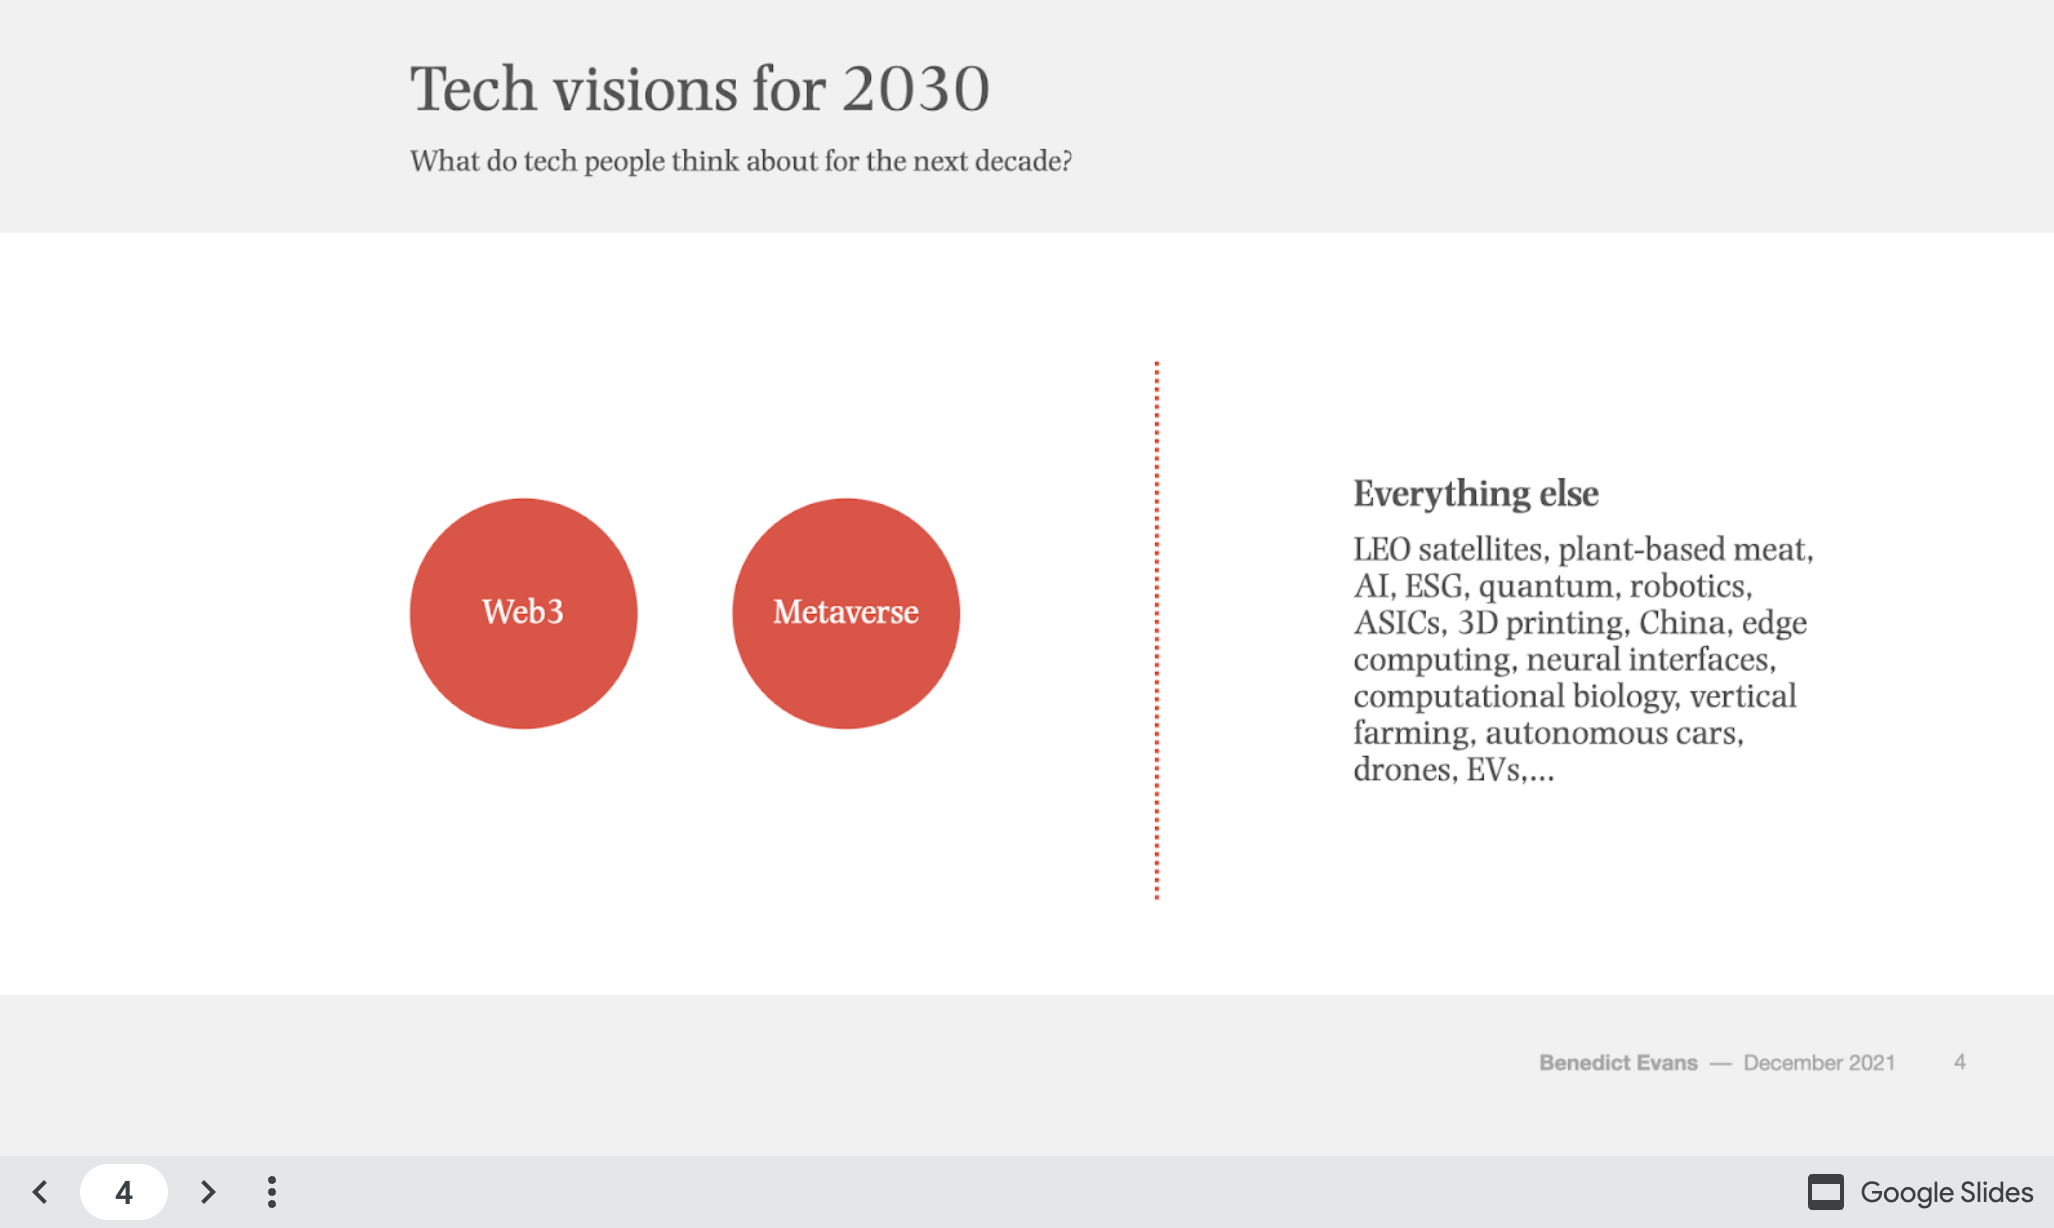 Tech visions for 2030
What do tech people think about for the next decade?
Web3
Metaverse
Everything else
LEO satellites, plant-based meat,
AI, ESG, quantum, robotics,
ASICs, 3D printing, China, edge
computing, neural interfaces,
computational biology, vertical
farming, autonomous cars,
drones, EVs,...
Benedict Evans — December 2021 4
4
Google Slides